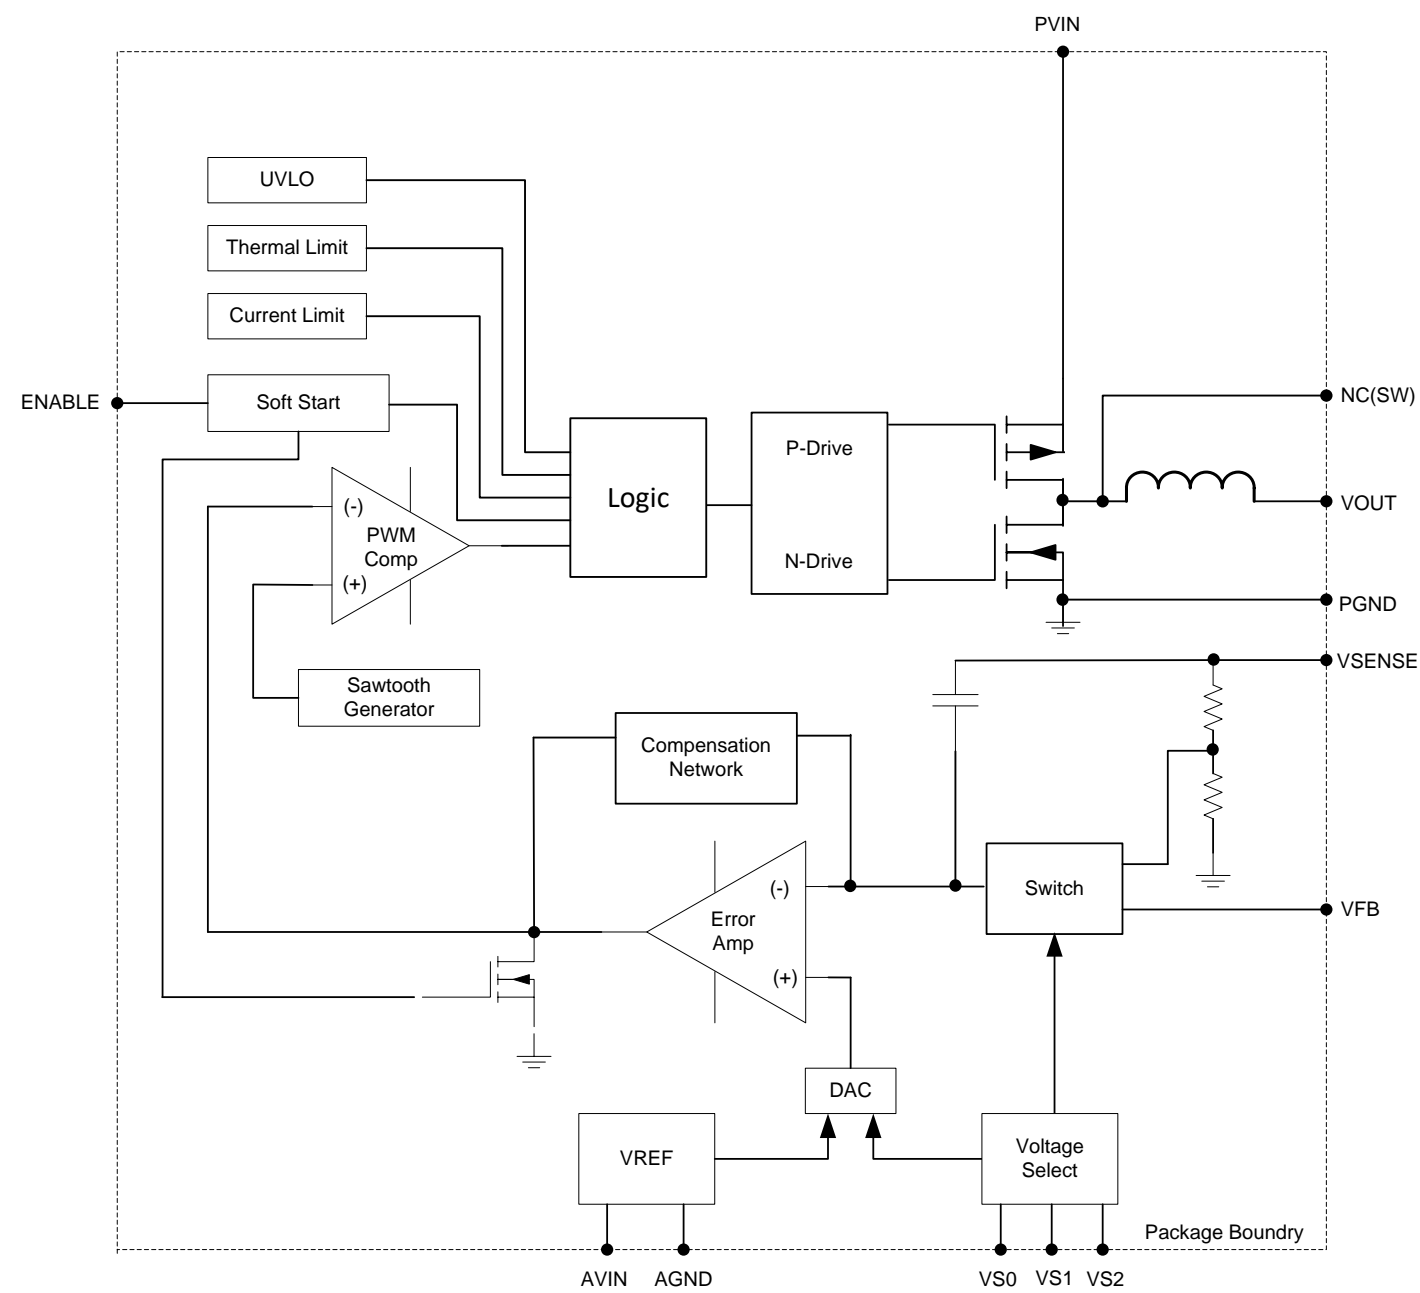 PVIN
UVLO
Thermal Limit
Current Limit
ENABLE
Soft Start
NC(SW)
P-Drive
Logic
(-)
PWM
Comp
(+)
N-Drive
VOUT
PGND
VSENSE
Sawtooth
Generator
Compensation
Network
(-)
Error
Amp
(+)
Switch
VFB
DAC
VREF
Voltage
Select
Package Boundry
AVIN
AGND
VS0
VS1
VS2